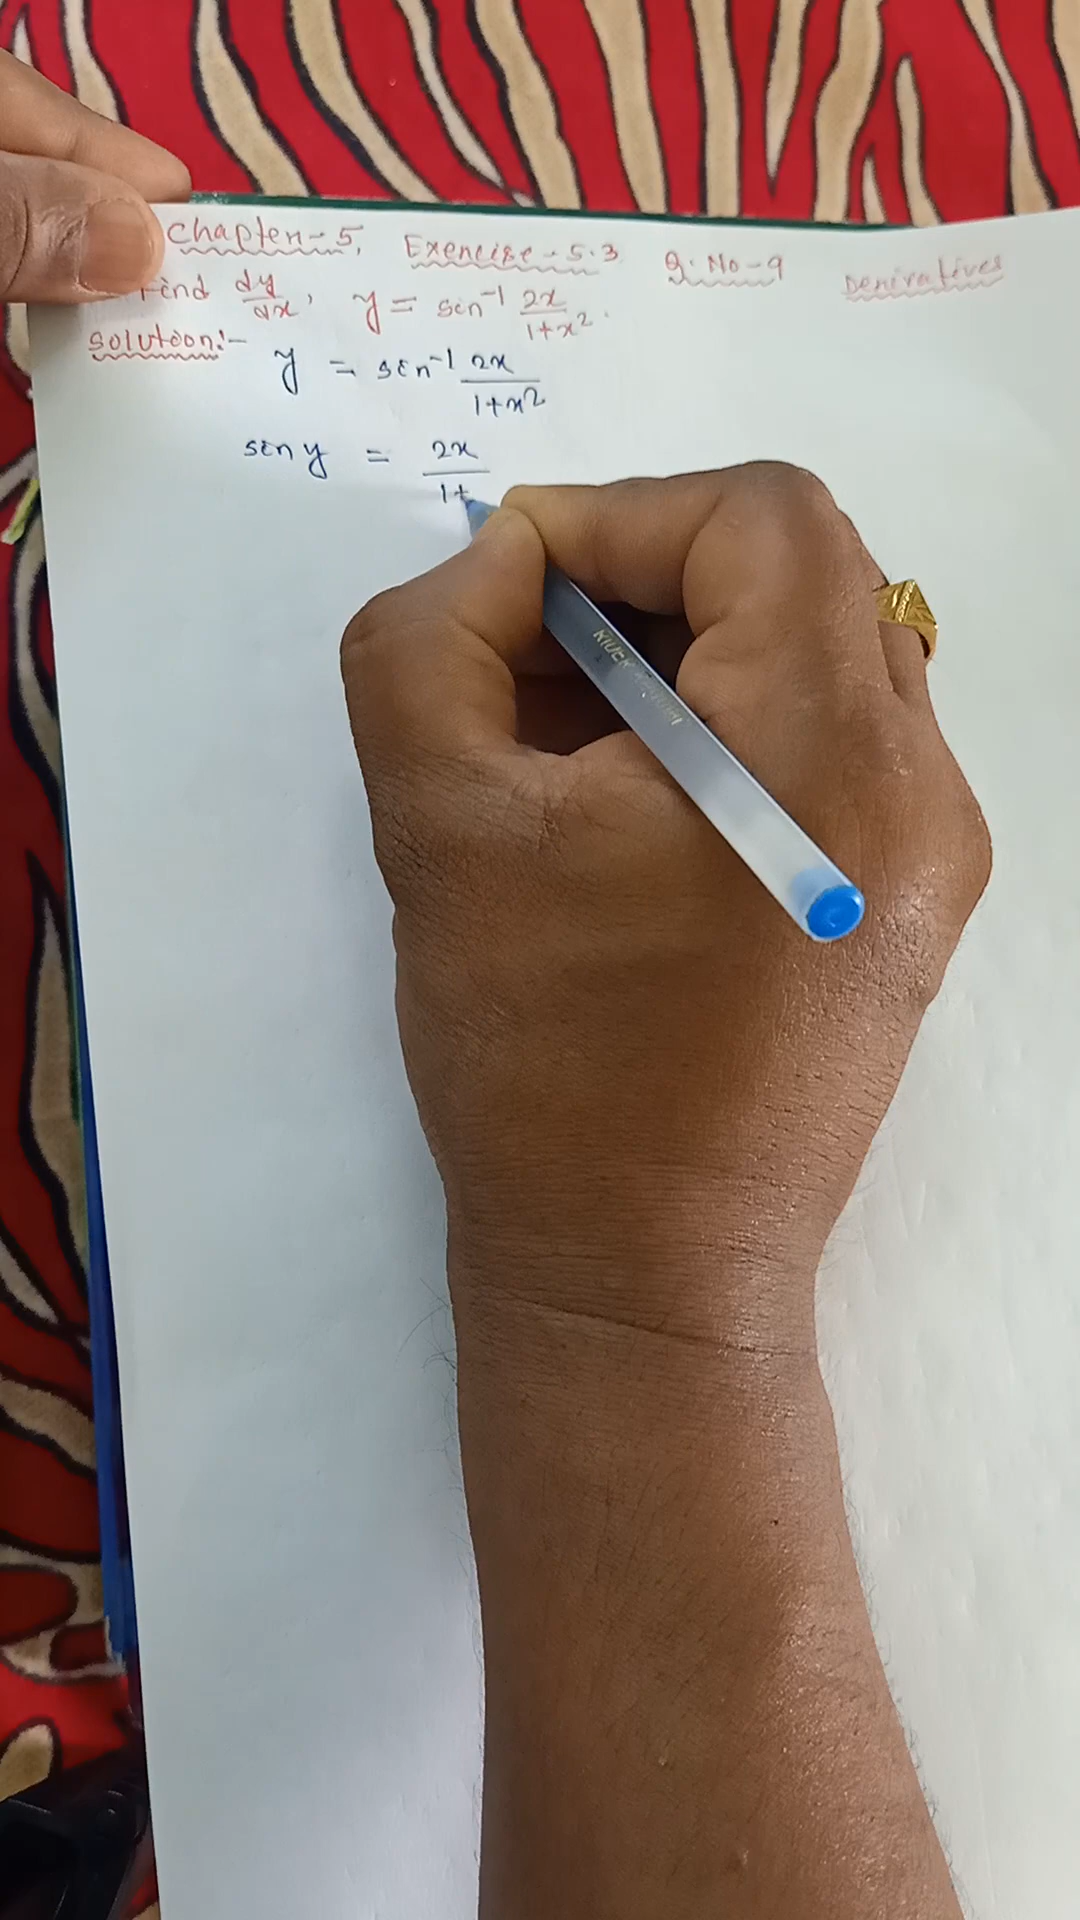 Chapter-5, Exercise-5.3 Q.No-9 Derivatives
Find dy/dx, y = sin⁻¹ 2x/1+x².
Solution:-
y = sin⁻¹ 2x/1+x²
sin y = 2x/1+